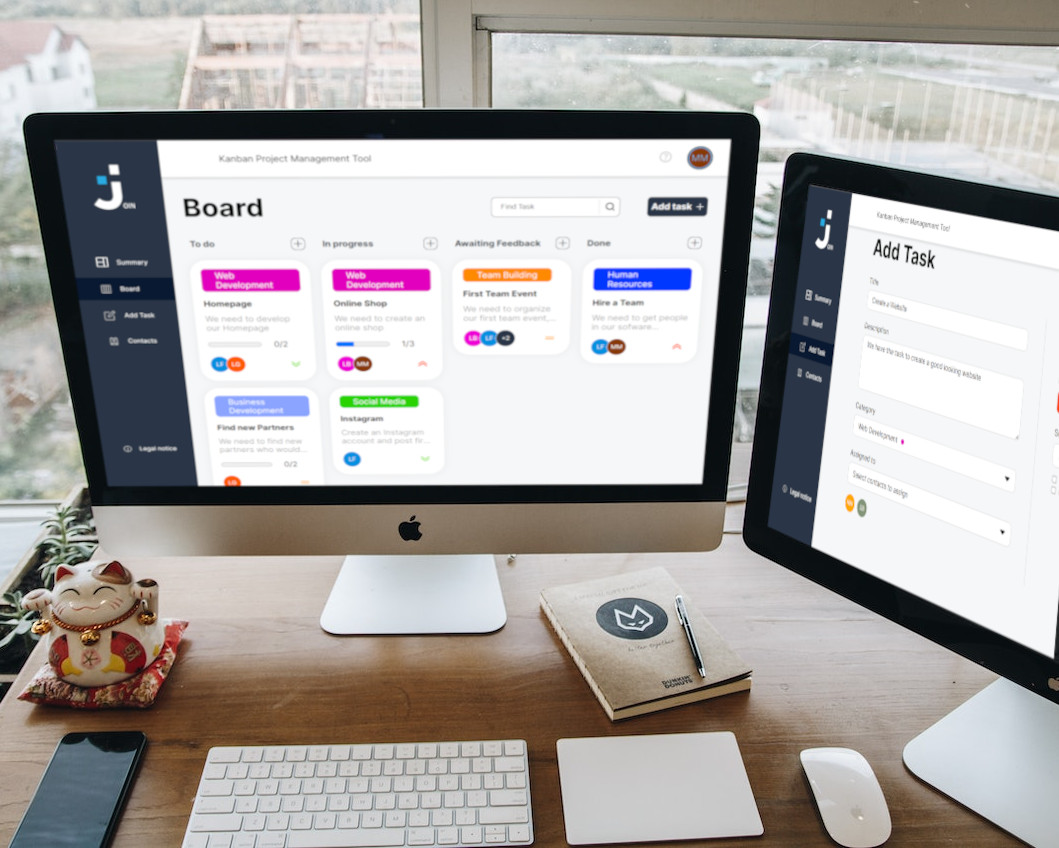 Kanban Project Management Tool
MM
OIN
Board
Find Task
Add task +
Summary
Board
Add Task
Contacts
Legal notice
To do
Web
Development
Homepage
We need to develop
our Homepage
0/2
LF LB
Business
Development
Find new Partners
We need to find new
partners who would...
0/2
LB
In progress
Web
Development
Online Shop
We need to create an
online shop
1/3
LB MM
Social Media
Instagram
Create an Instagram
account and post fir...
LF
Awaiting Feedback
Team Building
First Team Event
We need to organize
our first team event,...
LB LF +2
Done
Human
Resources
Hire a Team
We need to get people
in our sofware...
LF MM
Kanban Project Management Tool
OIN
Add Task
Summary
Board
Add Task
Contacts
Legal notice
Title
Create a Website
Description
We have the task to create a good looking website
Category
Web Development
Assigned to
Select contacts to assign
DUNKIN'
DONUTS